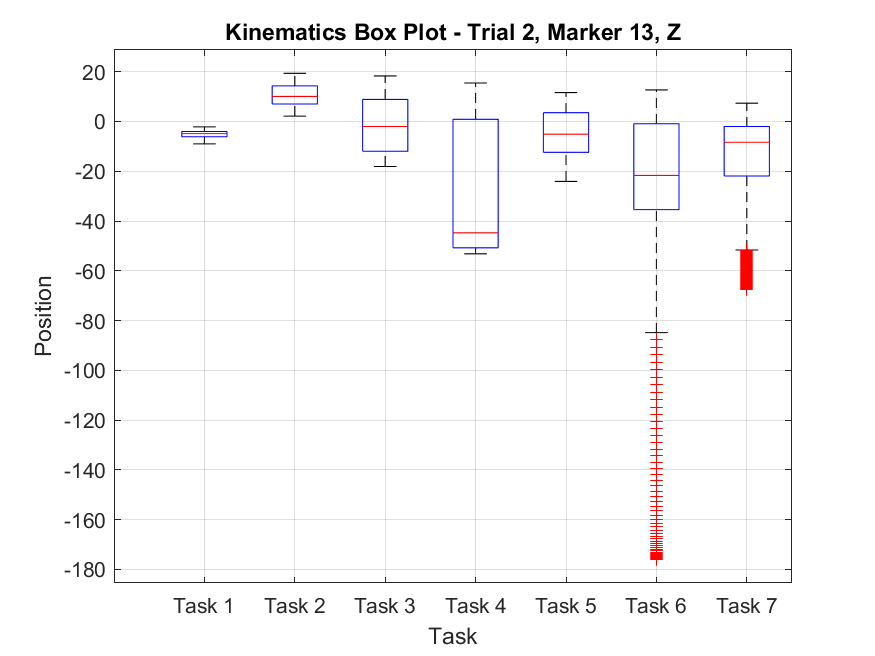 Kinematics Box Plot - Trial 2, Marker 13, Z
20
0
-20
-40
-60
-80
-100
-120
-140
-160
-180
Position
Task 1 Task 2 Task 3 Task 4 Task 5 Task 6 Task 7
Task